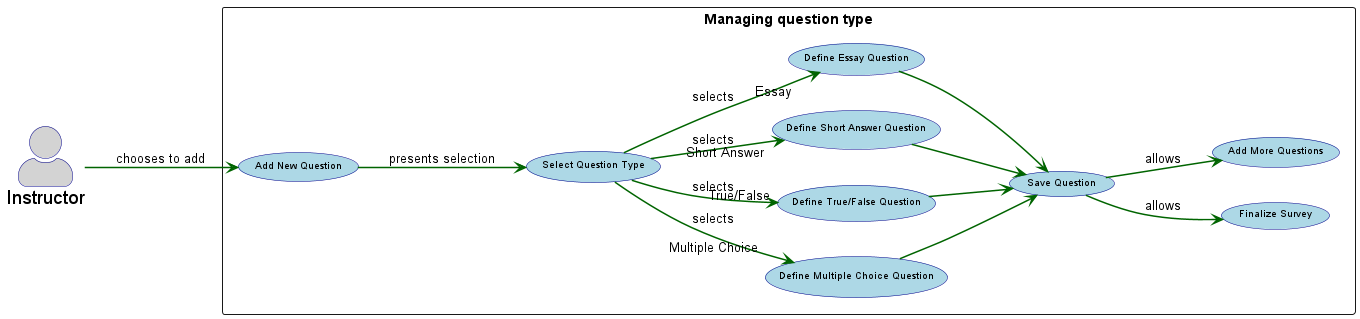 Managing question type
Instructor
chooses to add
Add New Question
presents selection
Select Question Type
selects
Essay
selects
Short Answer
selects
True/False
selects
Multiple Choice
Define Essay Question
Define Short Answer Question
Define True/False Question
Define Multiple Choice Question
Save Question
allows
Add More Questions
allows
Finalize Survey